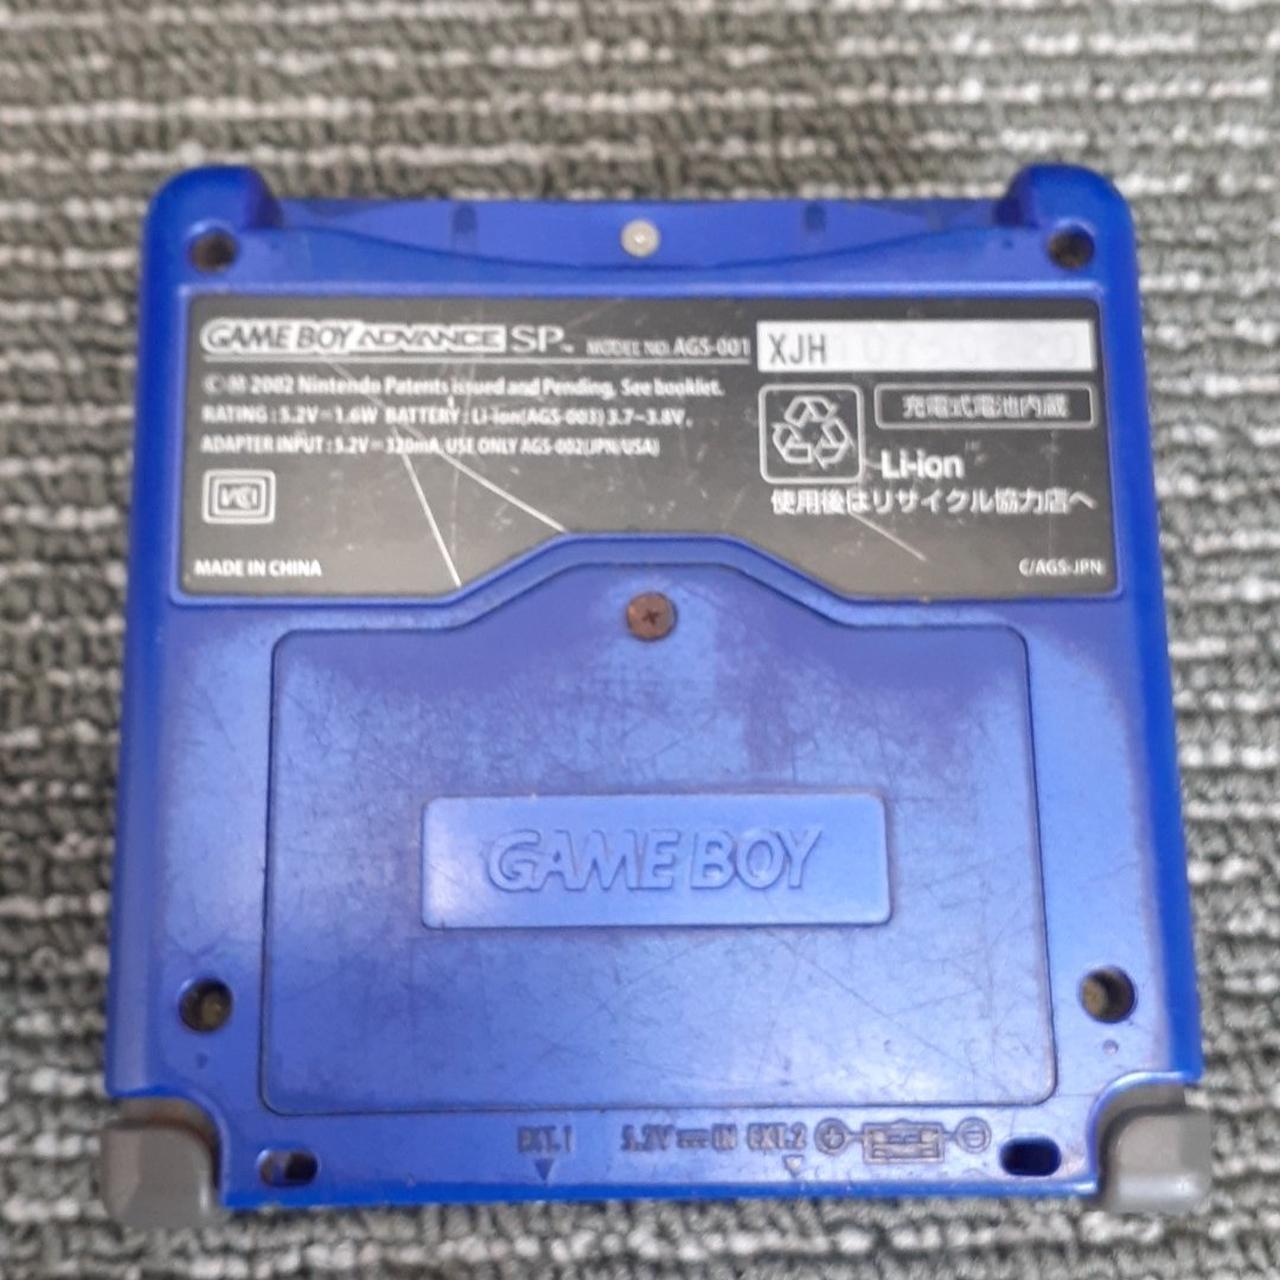 GAME BOY ADVANCE SP™ MODEL NO. AGS-001
XJH
©M 2002 Nintendo Patents issued and Pending, See booklet.
RATING : 5.2V⎓1.6W BATTERY : Li-ion(AGS-003) 3.7-3.8V.
ADAPTER INPUT : 5.2V⎓320mA, USE ONLY AGS-002(JPN/USA)
充電式電池内蔵
Li-ion
使用後はリサイクル協力店へ
VCI
MADE IN CHINA
C/AGS-JPN
GAME BOY
EXT.1 5.2V⎓IN EXT.2